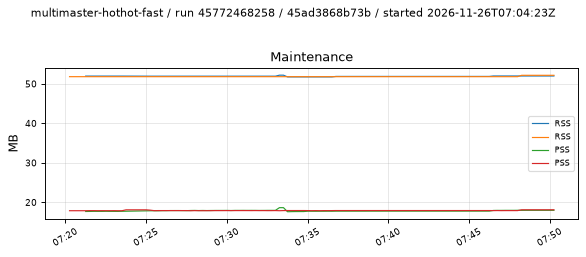 multimaster-hothot-fast / run 45772468258 / 45ad3868b73b / started 2026-11-26T07:04:23Z
Maintenance
MB
50
40
30
20
RSS
RSS
PSS
PSS
07:20
07:25
07:30
07:35
07:40
07:45
07:50